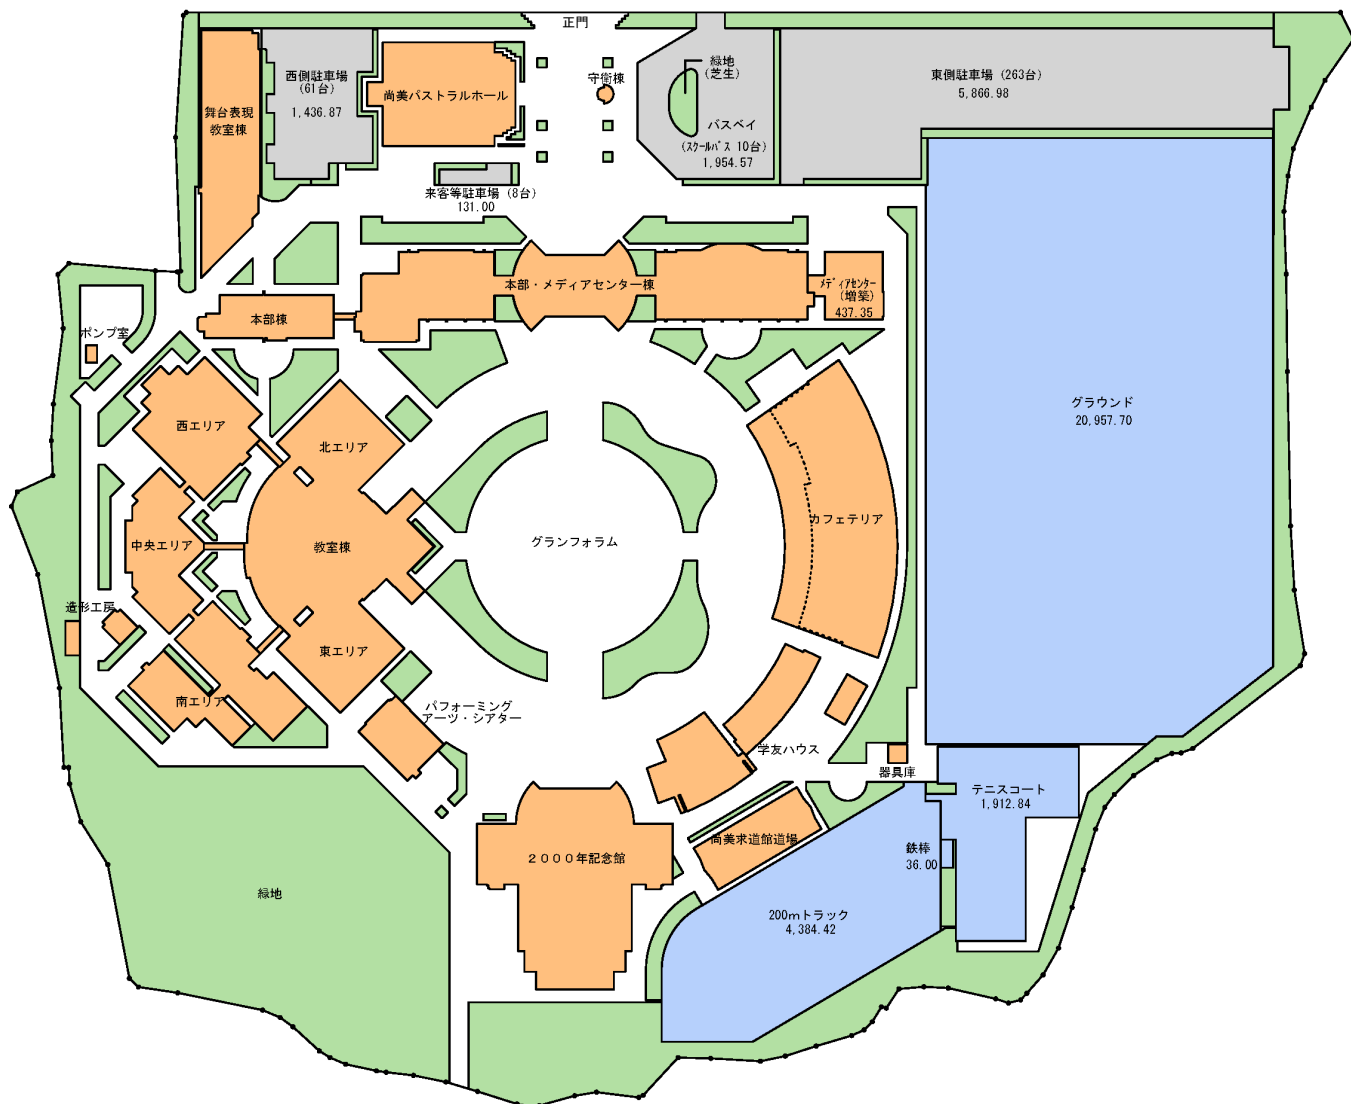 正門
西側駐車場
(61台)
1,436.87
尚美パストラルホール
守衛棟
緑地
(芝生)
東側駐車場 (263台)
5,866.98
舞台表現
教室棟
バスベイ
(スクールバス 10台)
1,954.57
来客等駐車場 (8台)
131.00
本部・メディアセンター棟
メディアセンター
(増築)
437.35
本部棟
ポンプ室
グラウンド
20,957.70
西エリア
北エリア
カフェテリア
中央エリア
教室棟
グランフォラム
造形工房
東エリア
南エリア
パフォーミング
アーツ・シアター
学友ハウス
器具庫
テニスコート
1,912.84
尚美求道館道場
鉄棒
36.00
2000年記念館
緑地
200mトラック
4,384.42